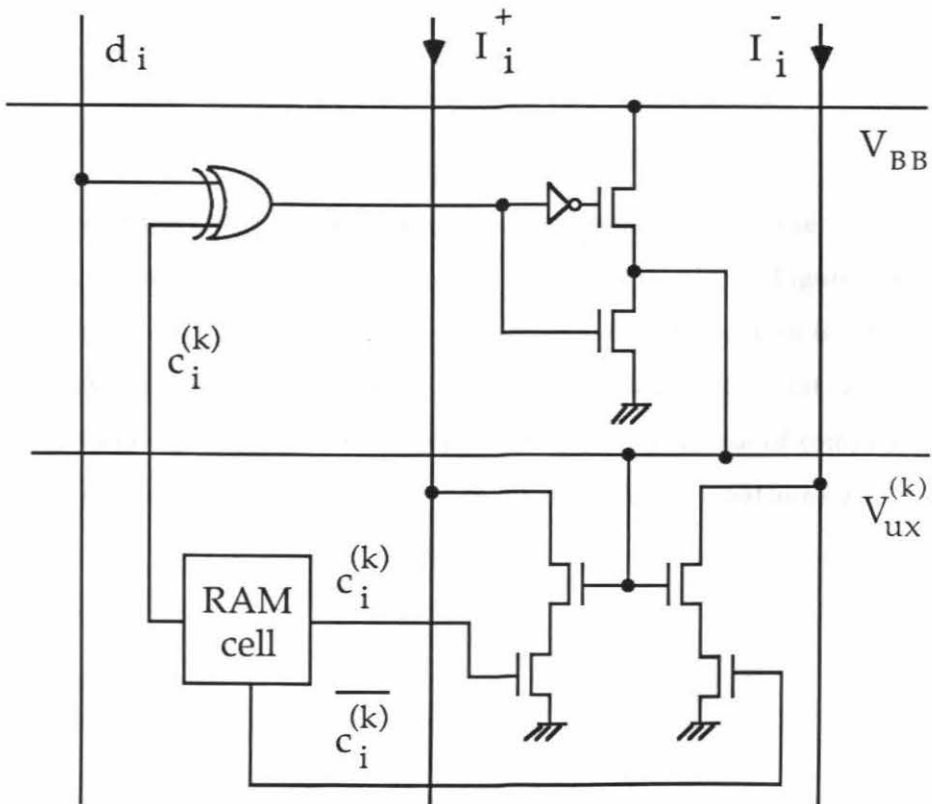 d i
I i +
I i -
V BB
c i (k)
V ux (k)
RAM
cell
c i (k)
c i (k)